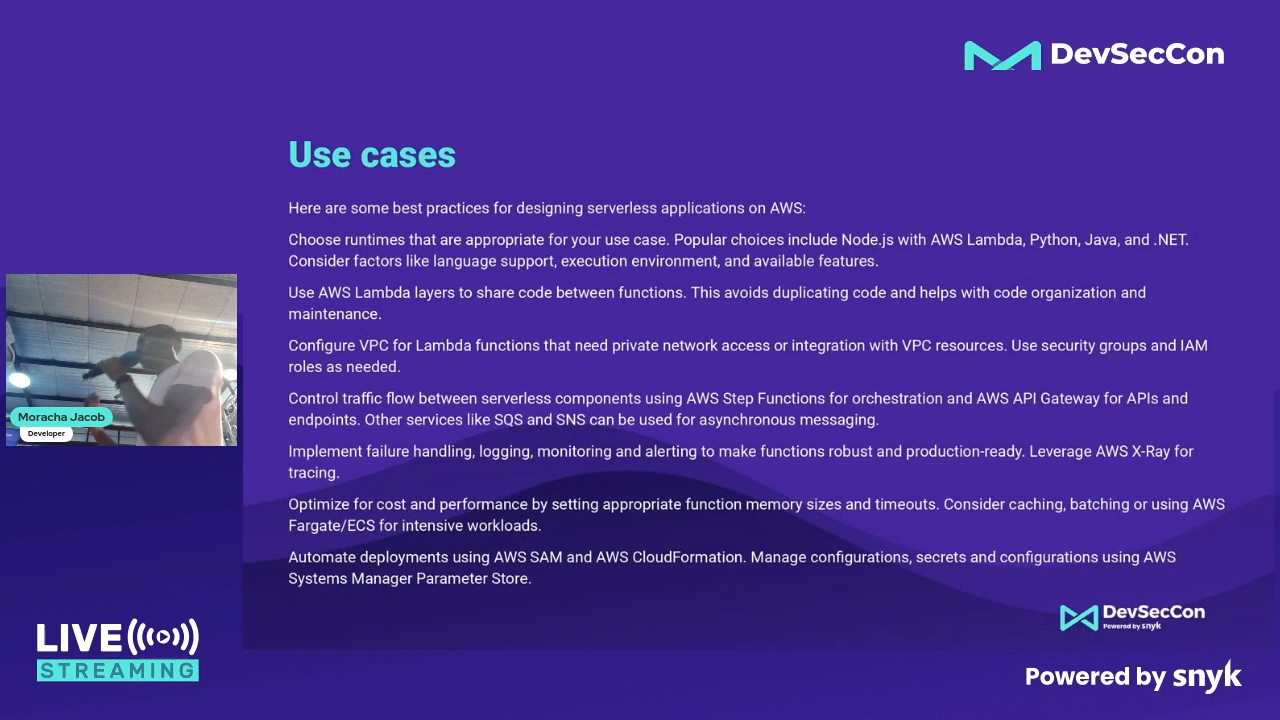 DevSecCon
Use cases
Here are some best practices for designing serverless applications on AWS:
Choose runtimes that are appropriate for your use case. Popular choices include Node.js with AWS Lambda, Python, Java, and .NET.
Consider factors like language support, execution environment, and available features.
Use AWS Lambda layers to share code between functions. This avoids duplicating code and helps with code organization and
maintenance.
Configure VPC for Lambda functions that need private network access or integration with VPC resources. Use security groups and IAM
roles as needed.
Control traffic flow between serverless components using AWS Step Functions for orchestration and AWS API Gateway for APIs and
endpoints. Other services like SQS and SNS can be used for asynchronous messaging.
Implement failure handling, logging, monitoring and alerting to make functions robust and production-ready. Leverage AWS X-Ray for
tracing.
Optimize for cost and performance by setting appropriate function memory sizes and timeouts. Consider caching, batching or using AWS
Fargate/ECS for intensive workloads.
Automate deployments using AWS SAM and AWS CloudFormation. Manage configurations, secrets and configurations using AWS
Systems Manager Parameter Store.
Moracha Jacob
Developer
DevSecCon
Powered by snyk
LIVE
STREAMING
Powered by snyk